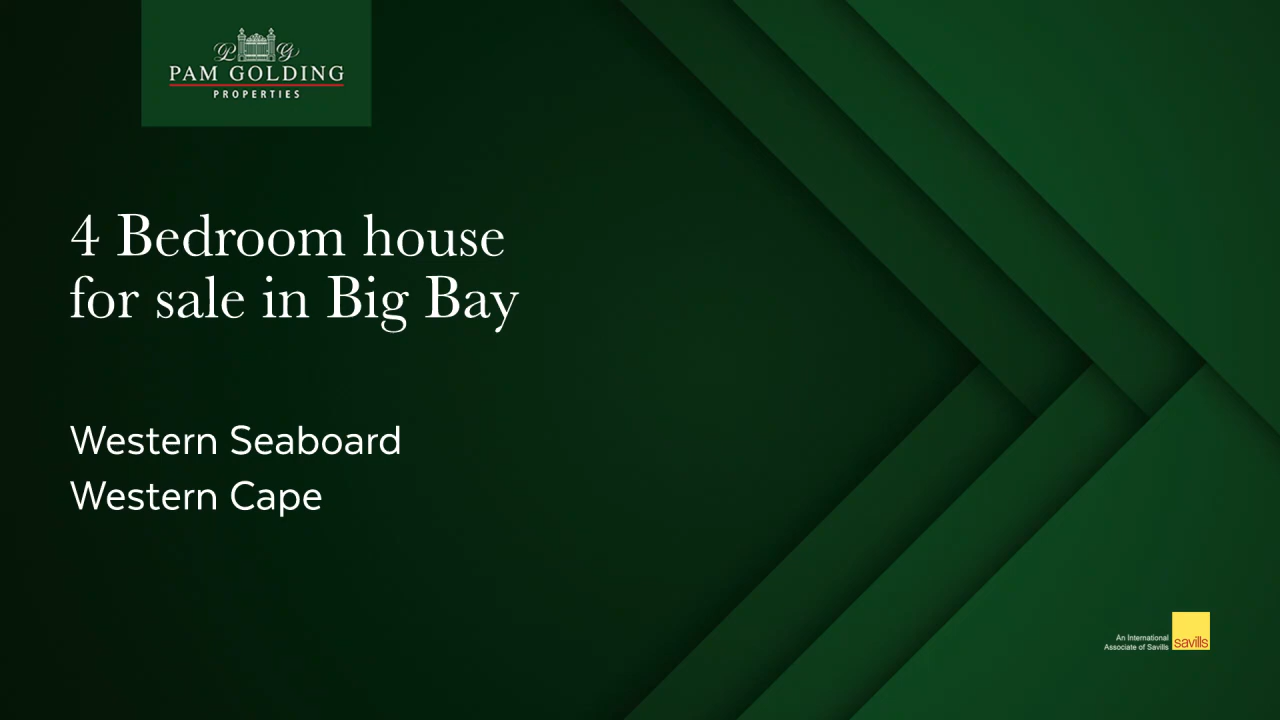 P G
PAM GOLDING
PROPERTIES
4 Bedroom house
for sale in Big Bay
Western Seaboard
Western Cape
An International
Associate of Savills
savills